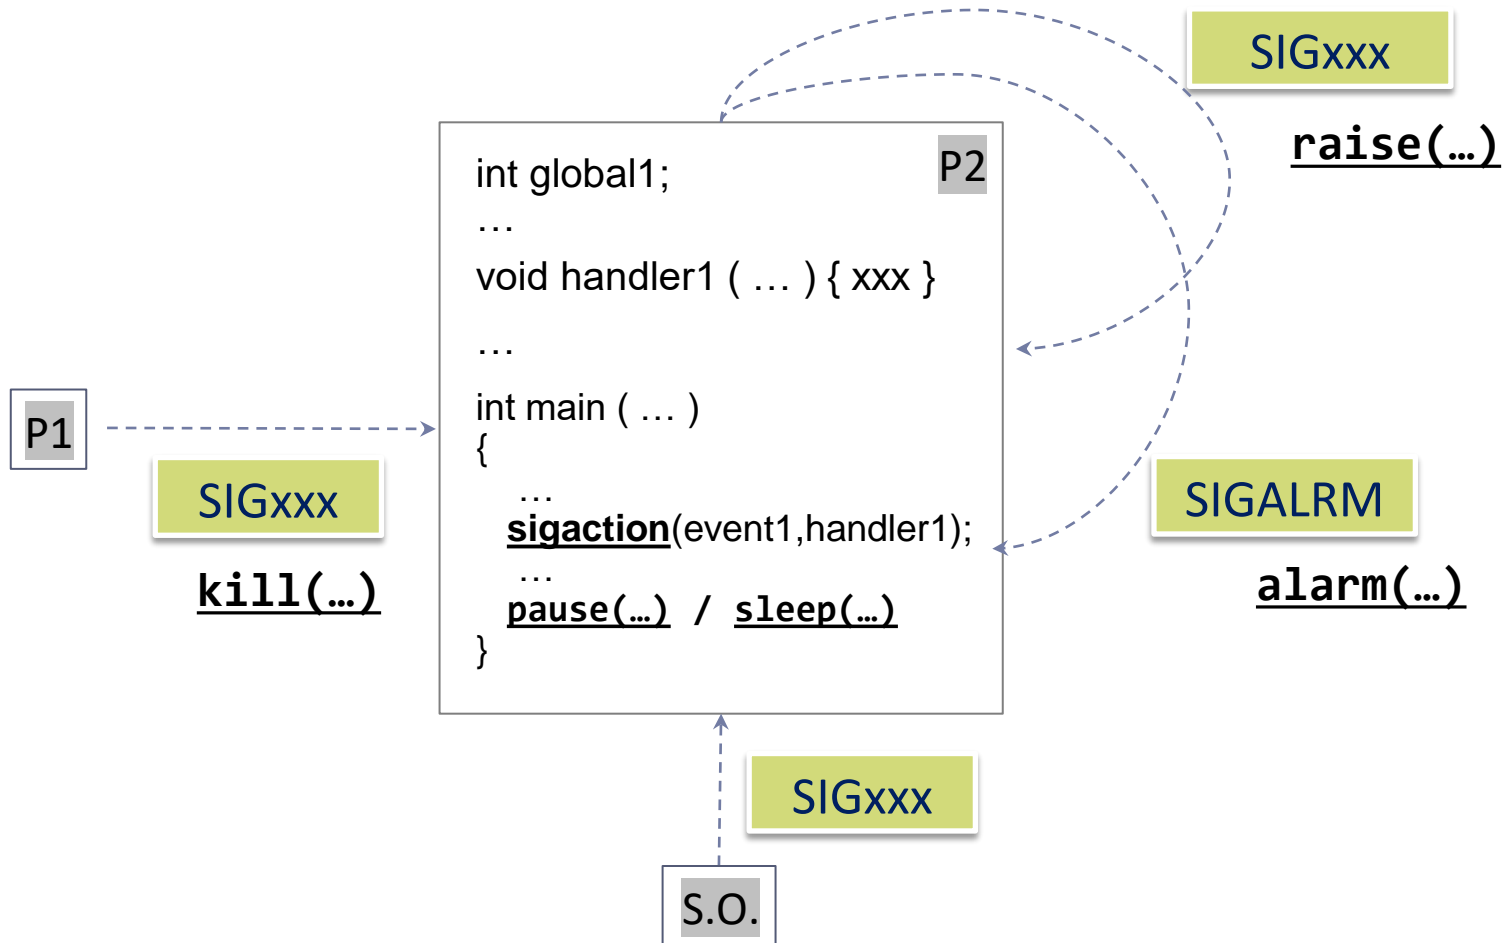 SIGxxx
raise(…)
P2
int global1;
…
void handler1 ( … ) { xxx }
…
int main ( … )
{
…
sigaction(event1,handler1);
…
pause(…) / sleep(…)
}
P1
SIGxxx
kill(…)
SIGALRM
alarm(…)
SIGxxx
S.O.